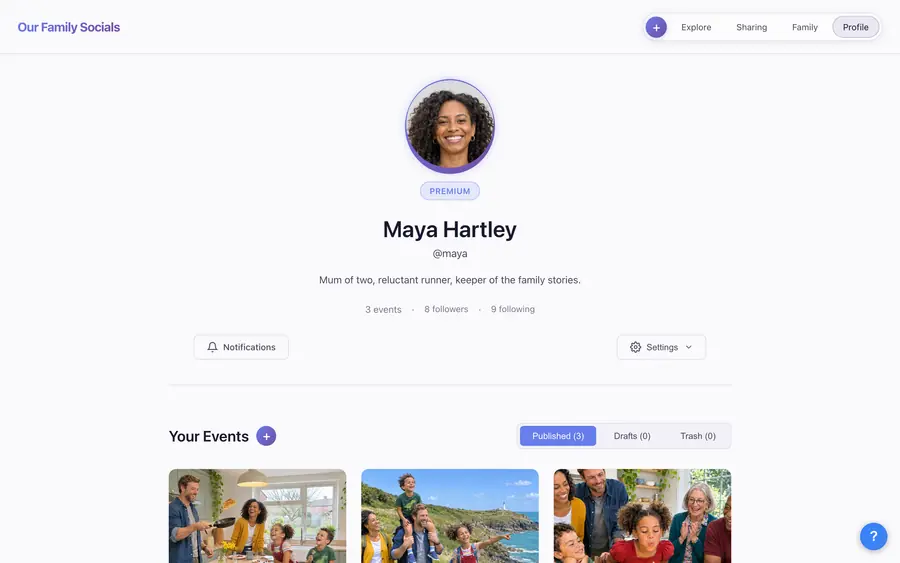 Our Family Socials
+ Explore Sharing Family Profile
PREMIUM
Maya Hartley
@maya
Mum of two, reluctant runner, keeper of the family stories.
3 events · 8 followers · 9 following
Notifications Settings
Your Events + Published (3) Drafts (0) Trash (0)
?